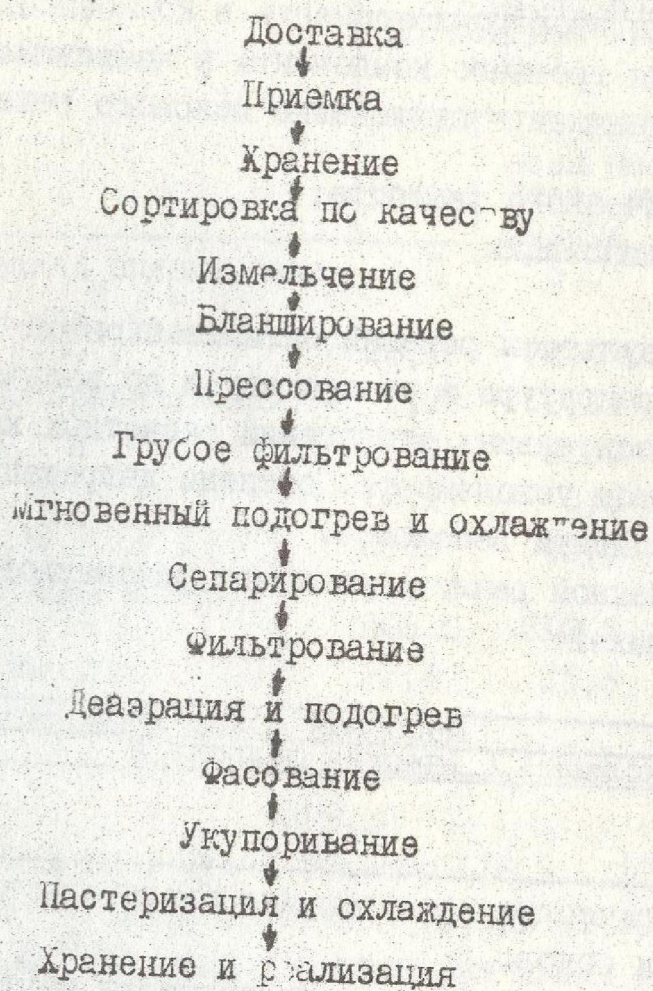 Доставка
Приемка
Хранение
Сортировка по качеству
Измельчение
Бланширование
Прессование
Грубое фильтрование
Мгновенный подогрев и охлаждение
Сепарирование
Фильтрование
Деаэрация и подогрев
Фасование
Укупоривание
Пастеризация и охлаждение
Хранение и реализация